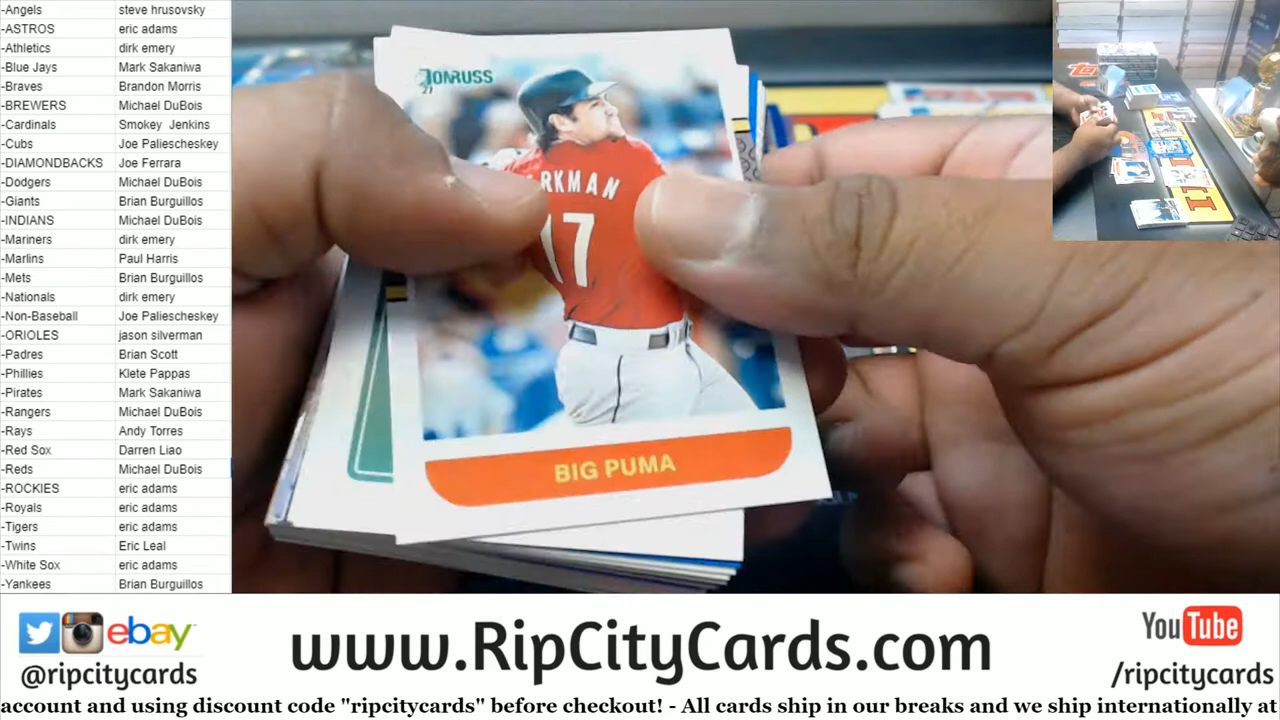 -Angels steve hrusovsky
-ASTROS eric adams
-Athletics dirk emery
-Blue Jays Mark Sakaniwa
-Braves Brandon Morris
-BREWERS Michael DuBois
-Cardinals Smokey Jenkins
-Cubs Joe Paliescheskey
-DIAMONDBACKS Joe Ferrara
-Dodgers Michael DuBois
-Giants Brian Burguillos
-INDIANS Michael DuBois
-Mariners dirk emery
-Marlins Paul Harris
-Mets Brian Burguillos
-Nationals dirk emery
-Non-Baseball Joe Paliescheskey
-ORIOLES jason silverman
-Padres Brian Scott
-Phillies Klete Pappas
-Pirates Mark Sakaniwa
-Rangers Michael DuBois
-Rays Andy Torres
-Red Sox Darren Liao
-Reds Michael DuBois
-ROCKIES eric adams
-Royals eric adams
-Tigers eric adams
-Twins Eric Leal
-White Sox eric adams
-Yankees Brian Burguillos
DONRUSS
21
RKMAN
17
BIG PUMA
ebay
@ripcitycards
www.RipCityCards.com
YouTube
/ripcitycards
account and using discount code "ripcitycards" before checkout! - All cards ship in our breaks and we ship internationally at